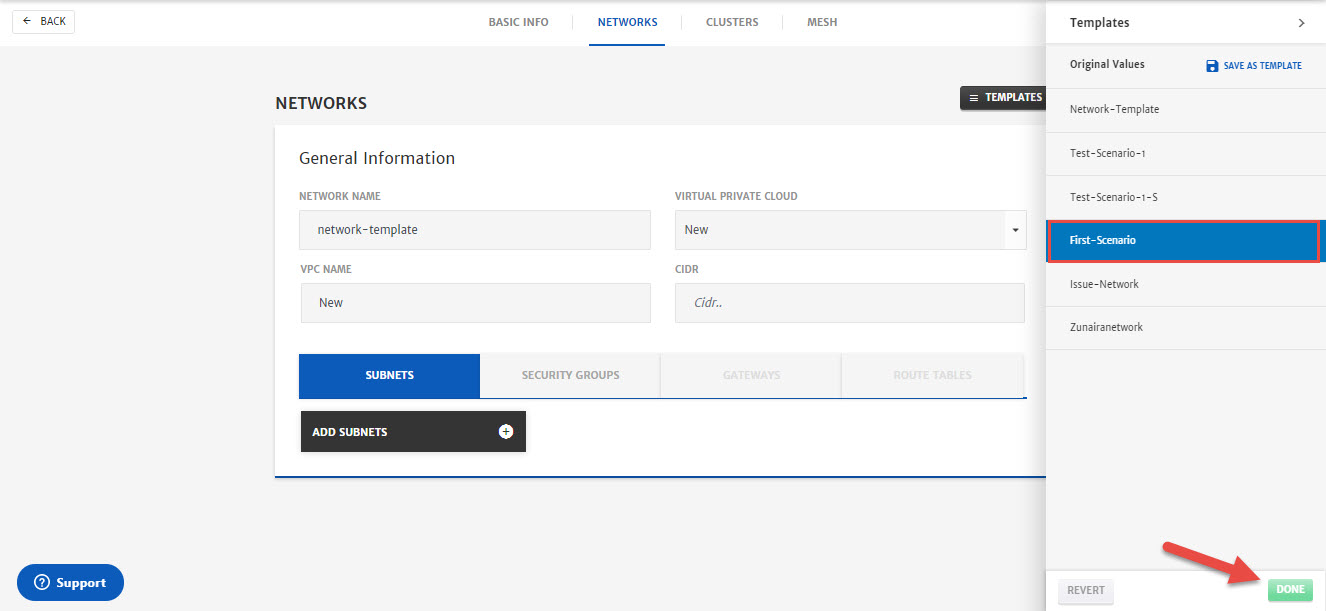 BACK
BASIC INFO
NETWORKS
CLUSTERS
MESH
NETWORKS
TEMPLATES
General Information
NETWORK NAME
VIRTUAL PRIVATE CLOUD
network-template
New
VPC NAME
CIDR
New
Cidr..
SUBNETS
SECURITY GROUPS
GATEWAYS
ROUTE TABLES
ADD SUBNETS
Support
Templates
Original Values
SAVE AS TEMPLATE
Network-Template
Test-Scenario-1
Test-Scenario-1-S
First-Scenario
Issue-Network
Zunairanetwork
REVERT
DONE